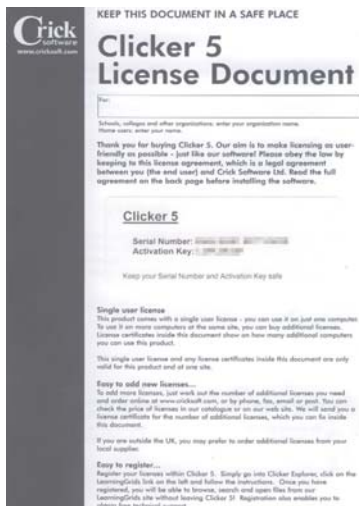 KEEP THIS DOCUMENT IN A SAFE PLACE
Crick
software
www.cricksoft.com
Clicker 5
License Document
For:
Schools, colleges and other organizations, enter your organization name.
Home users, enter your name.
Thank you for buying Clicker 5. Our aim is to make licensing as user-
friendly as possible - just like our software! Please obey the law by
keeping to this license agreement, which is a legal agreement
between you (the end user) and Crick Software Ltd. Read the full
agreement on the back page before installing the software.
Clicker 5
Serial Number:
Activation Key:
Keep your Serial Number and Activation Key safe
Single user license
This product comes with a single user license - you can use it on just one computer.
To use it on more computers at the same site, you can buy additional licenses.
License certificates inside this document show on how many additional computers
you can use this product.
This single user license and any license certificates inside this document are only
valid for this product and at one site.
Easy to add new licenses...
To add more licenses, just work out the number of additional licenses you need
and order online at www.cricksoft.com, or by phone, fax, email or post. You can
check the price of licenses in our catalogue or on our web site. We will send you a
license certificate for the number of additional licenses, which you can fix inside
this document.
If you are outside the UK, you may prefer to order additional licenses from your
local supplier.
Easy to register...
Register your licenses within Clicker 5. Simply go into Clicker Explorer, click on the
LearningGrids link on the left and follow the instructions. Once you have
registered, you will be able to browse, search and open files from our
LearningGrids site without leaving Clicker 5! Registration also enables you to
obtain free technical support.